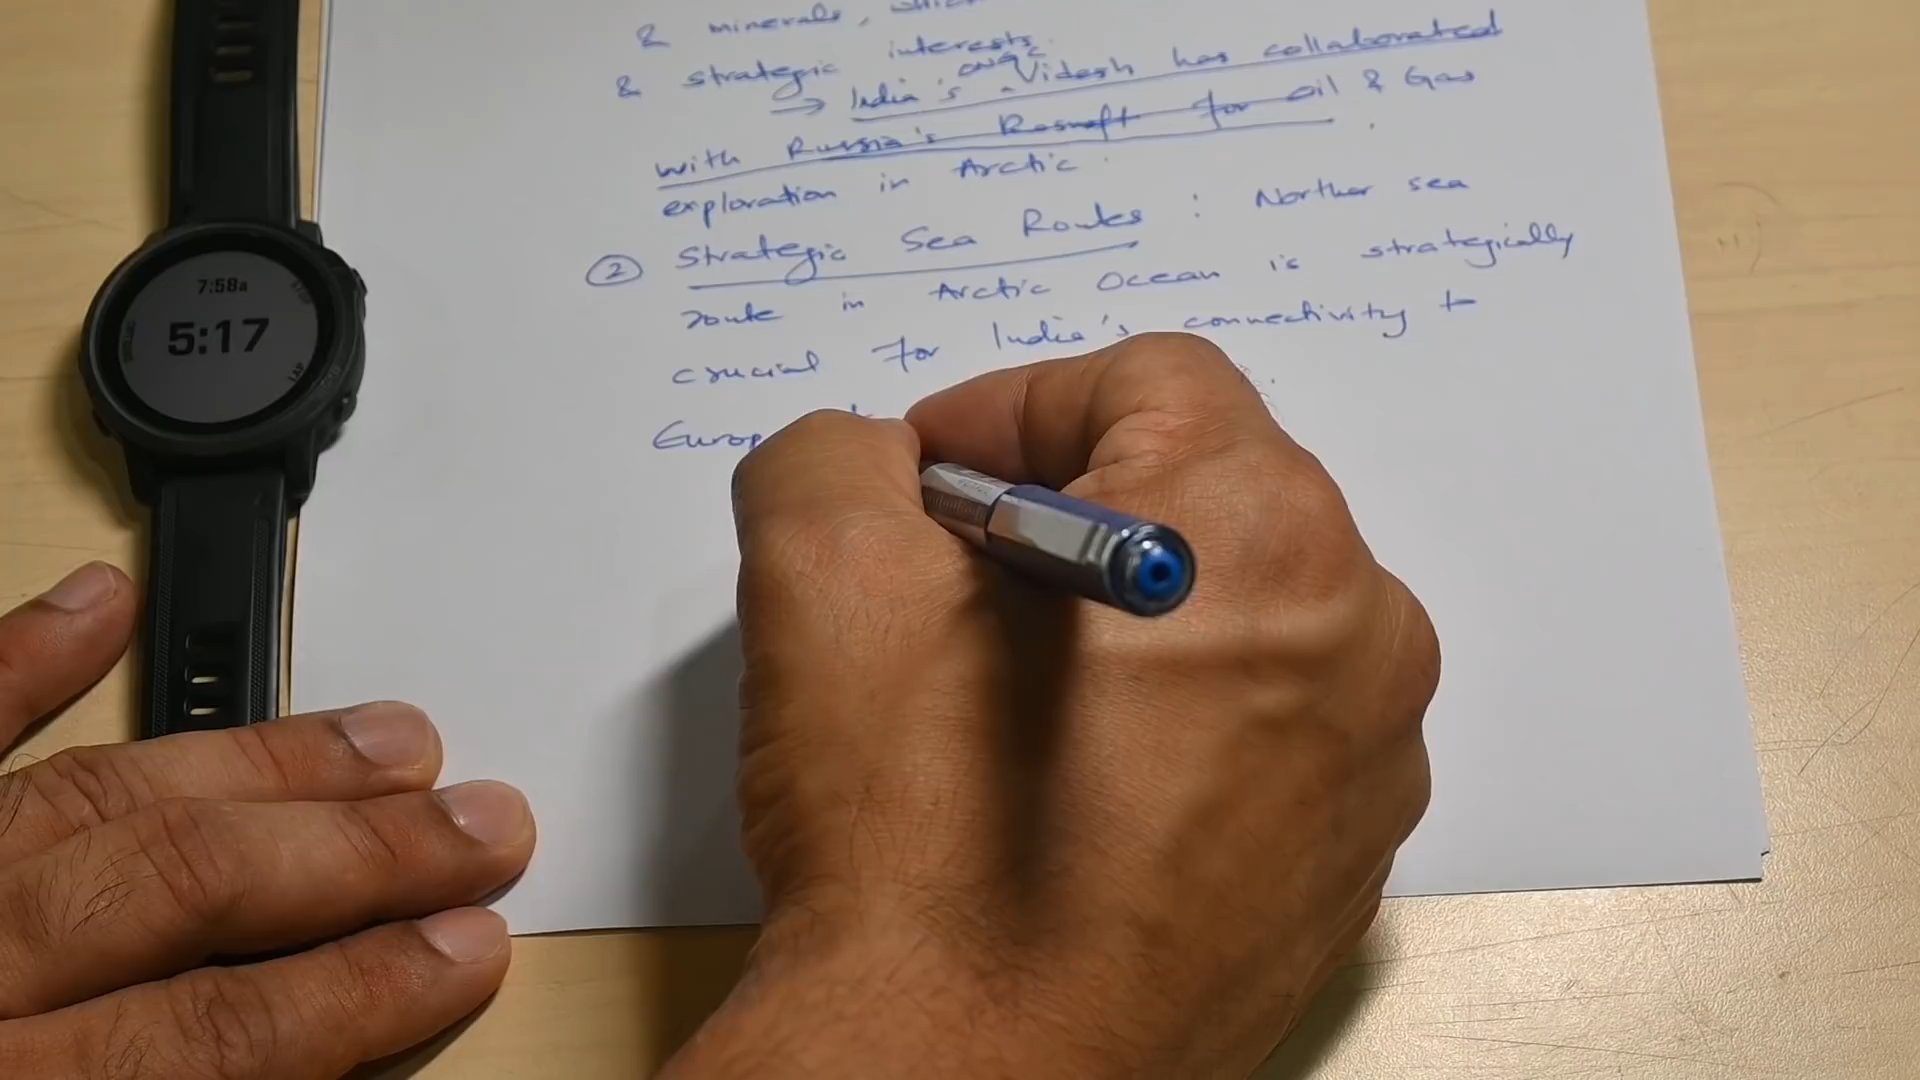 & minerals, which
& strategic interests.
→ India's ONGC Videsh has collaborated
with Russia's Rosneft for oil & Gas
exploration in Arctic.
② Strategic Sea Routes : Norther sea
route in Arctic Ocean is strategically
crucial for India's connectivity t
Europ
7:58a
5:17
LAP